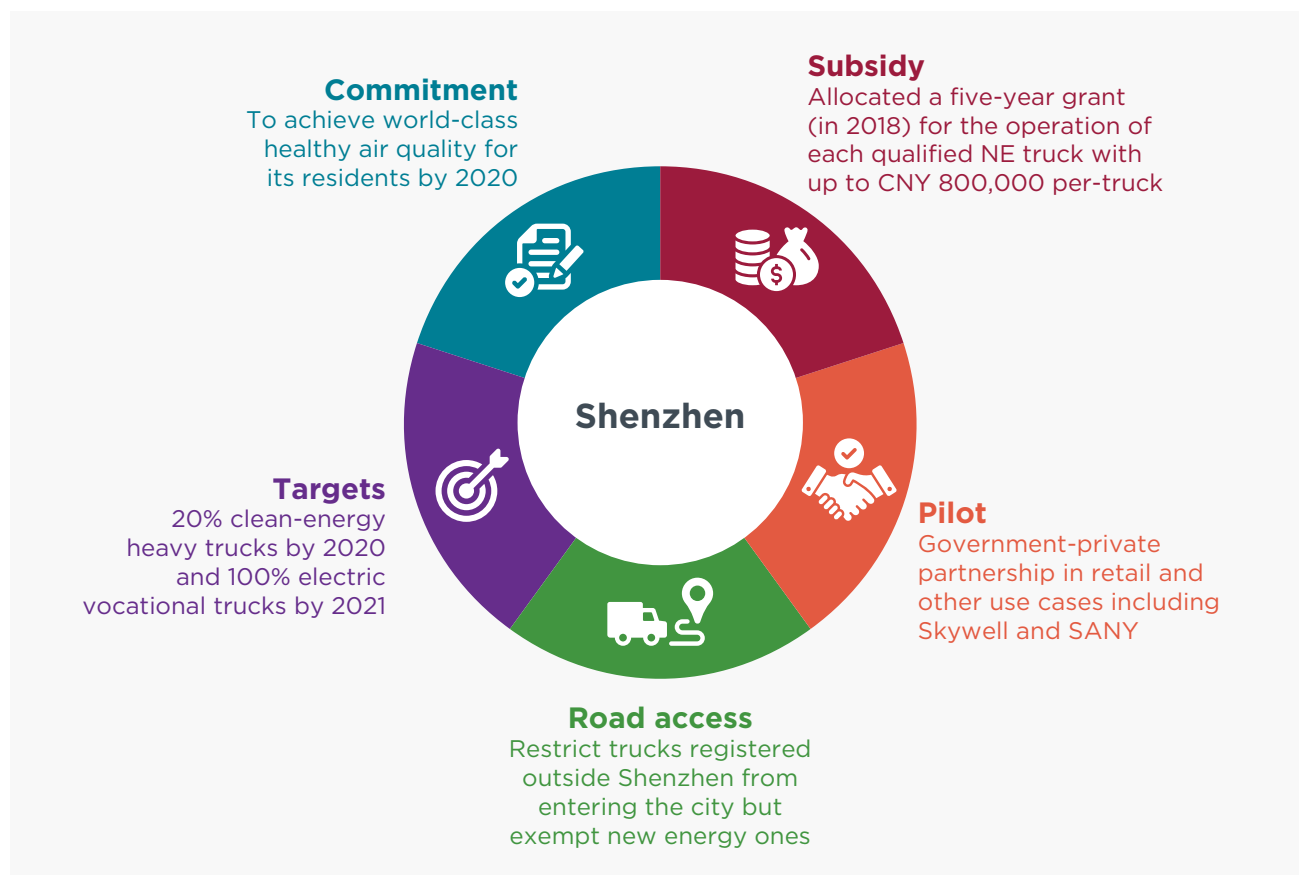 Commitment
To achieve world-class
healthy air quality for
its residents by 2020
Subsidy
Allocated a five-year grant
(in 2018) for the operation of
each qualified NE truck with
up to CNY 800,000 per-truck
Shenzhen
Targets
20% clean-energy
heavy trucks by 2020
and 100% electric
vocational trucks by 2021
Pilot
Government-private
partnership in retail and
other use cases including
Skywell and SANY
Road access
Restrict trucks registered
outside Shenzhen from
entering the city but
exempt new energy ones